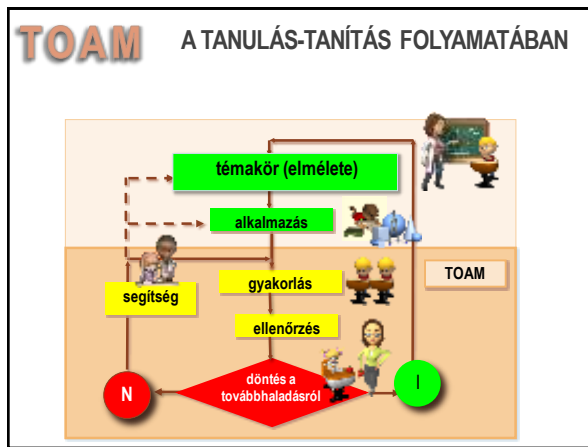 TOAM A TANULÁS-TANÍTÁS FOLYAMATÁBAN
témakör (elmélete)
alkalmazás
TOAM
segítség
gyakorlás
ellenőrzés
döntés a
továbbhaladásról
N
I